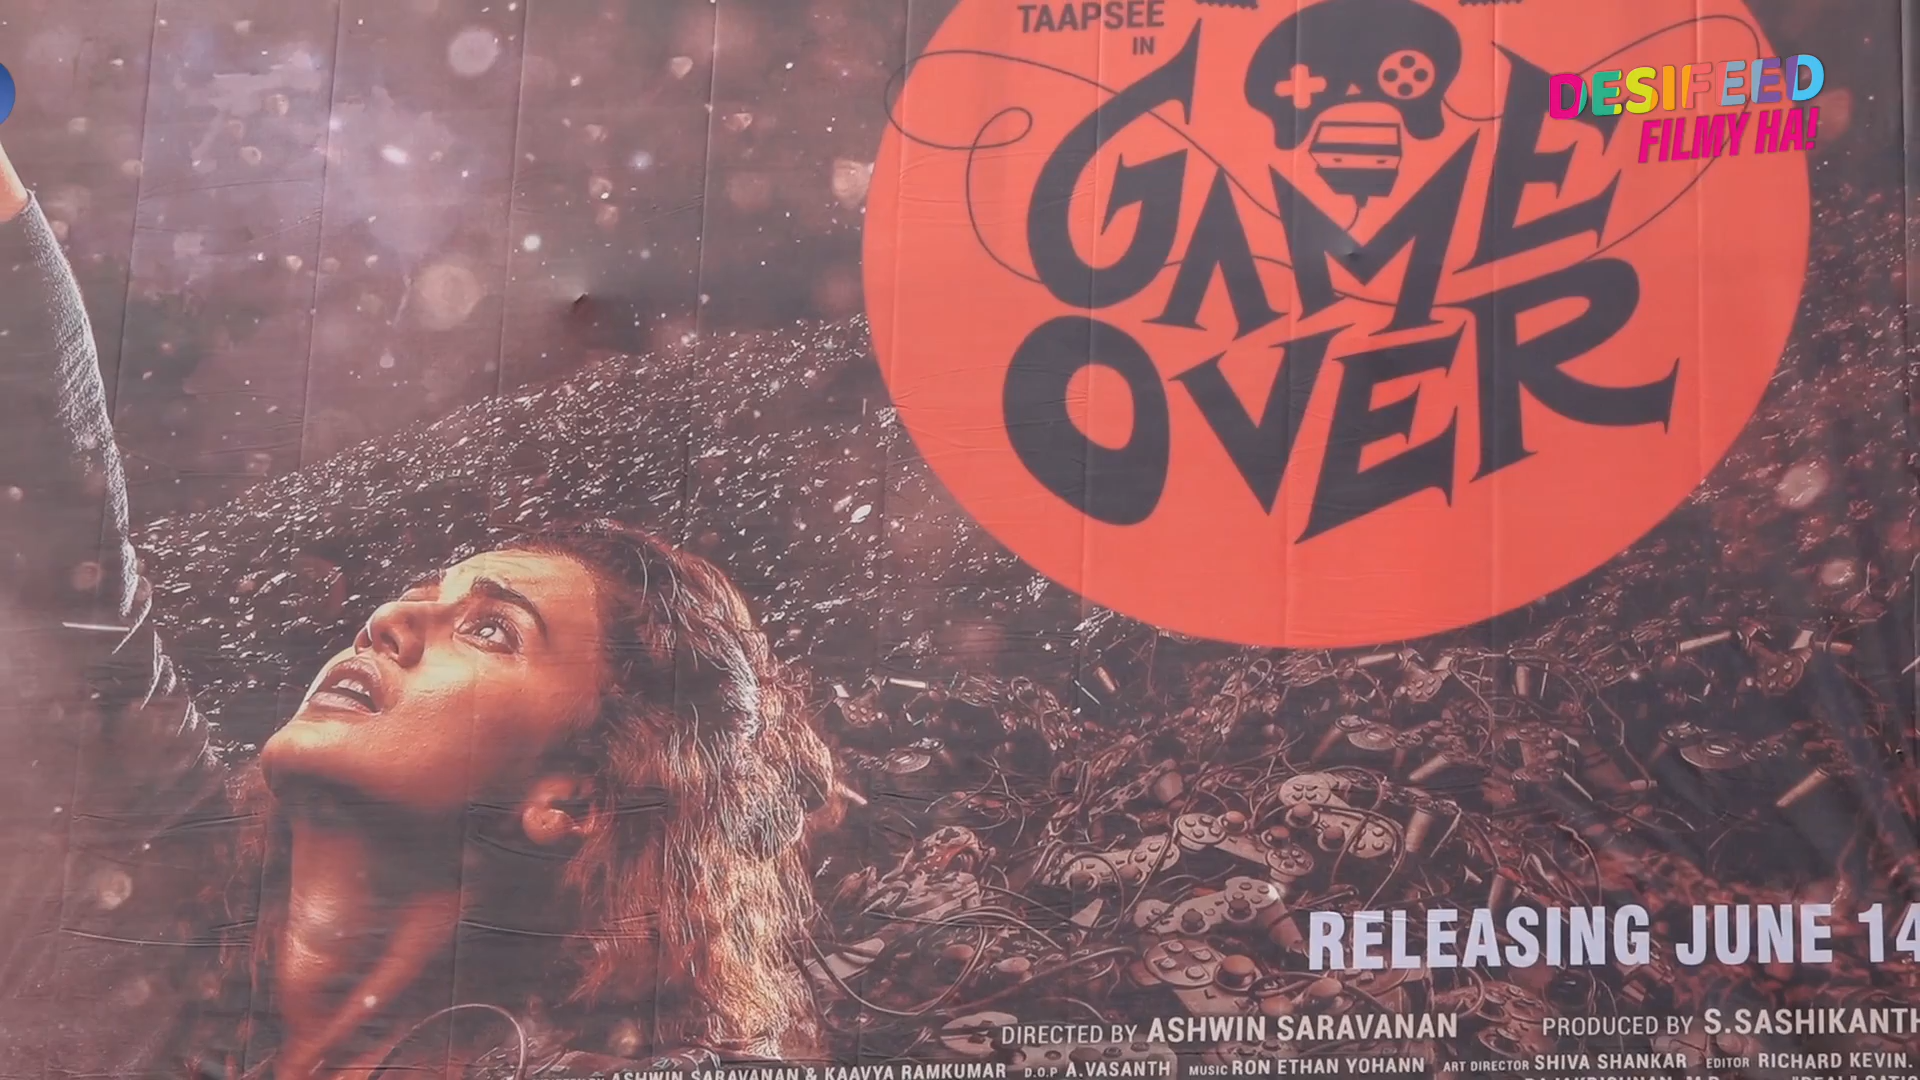 TAAPSEE
IN
GAME
OVER
DESIFEED
FILMY HA!
RELEASING JUNE 14
DIRECTED BY ASHWIN SARAVANAN PRODUCED BY S.SASHIKANTH
ASHWIN SARAVANAN & KAAVYA RAMKUMAR D.O.P A.VASANTH MUSIC RON ETHAN YOHANN ART DIRECTOR SHIVA SHANKAR EDITOR RICHARD KEVIN.